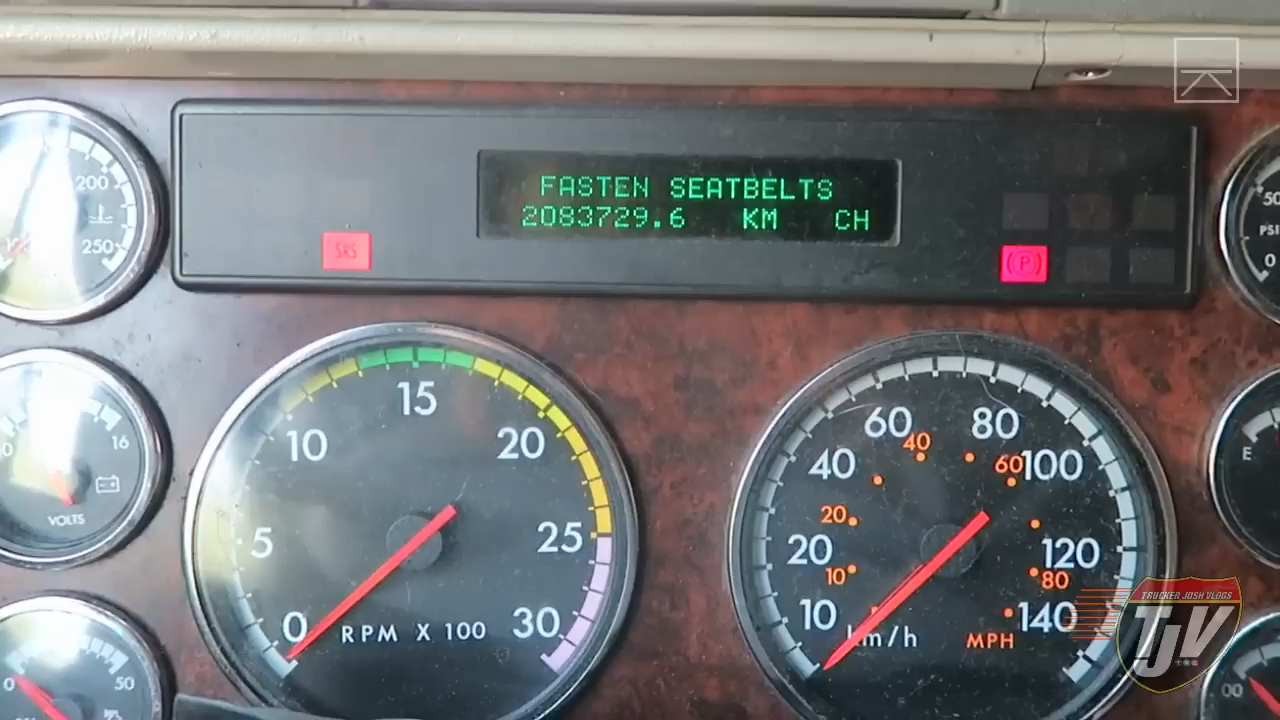 FASTEN SEATBELTS
2083729.6 KM CH
SRS
(P)
200
250
50
PSI
0
16
VOLTS
0
5
10
15
20
25
30
RPM X 100
10
20
40
60
80
100
120
140
km/h
10
20
40
60
80
MPH
E
0
50
TRUCKER JOSH VLOGS
TJV